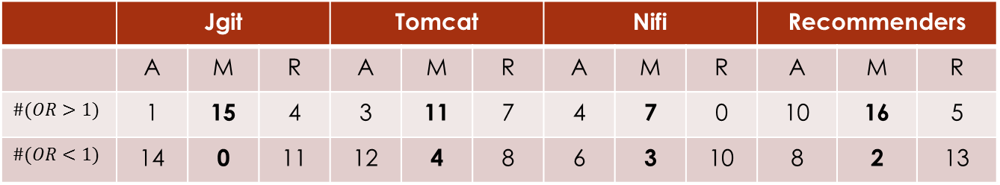 Jgit Tomcat Nifi Recommenders
A M R A M R A M R A M R
#(OR > 1) 1 15 4 3 11 7 4 7 0 10 16 5
#(OR < 1) 14 0 11 12 4 8 6 3 10 8 2 13